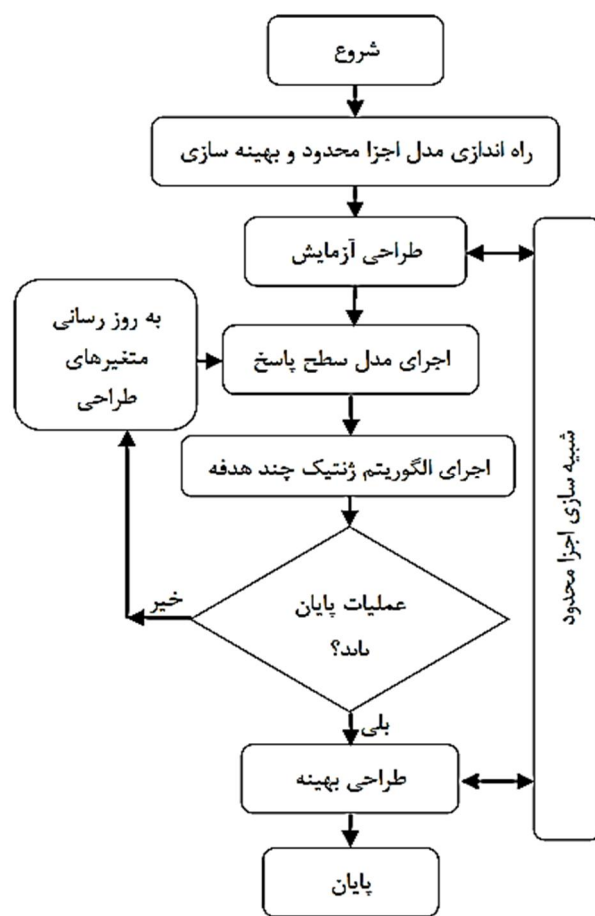 شروع
راه اندازی مدل اجزا محدود و بهینه سازی
طراحی آزمایش
به روز رسانی
متغیرهای
طراحی
اجرای مدل سطح پاسخ
اجرای الگوریتم ژنتیک چند هدفه
شبیه سازی اجزا محدود
عملیات پایان
یابد؟
خیر
بلی
طراحی بهینه
پایان